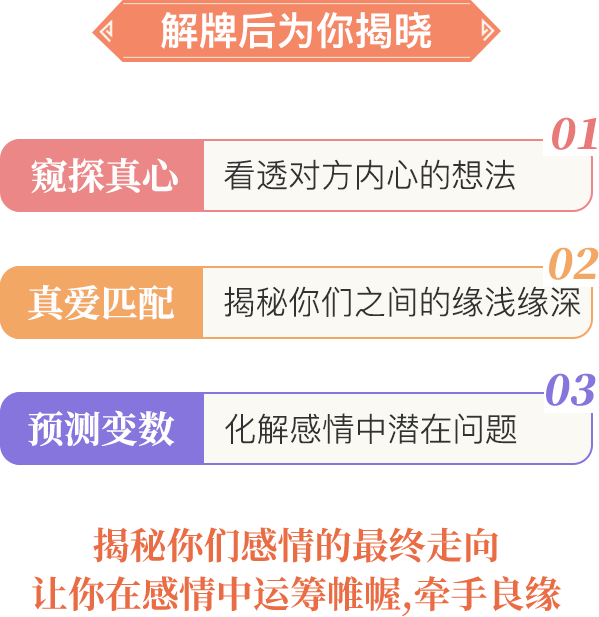 解牌后为你揭晓
01
窥探真心 看透对方内心的想法
02
真爱匹配 揭秘你们之间的缘浅缘深
03
预测变数 化解感情中潜在问题
揭秘你们感情的最终走向
让你在感情中运筹帷幄,牵手良缘